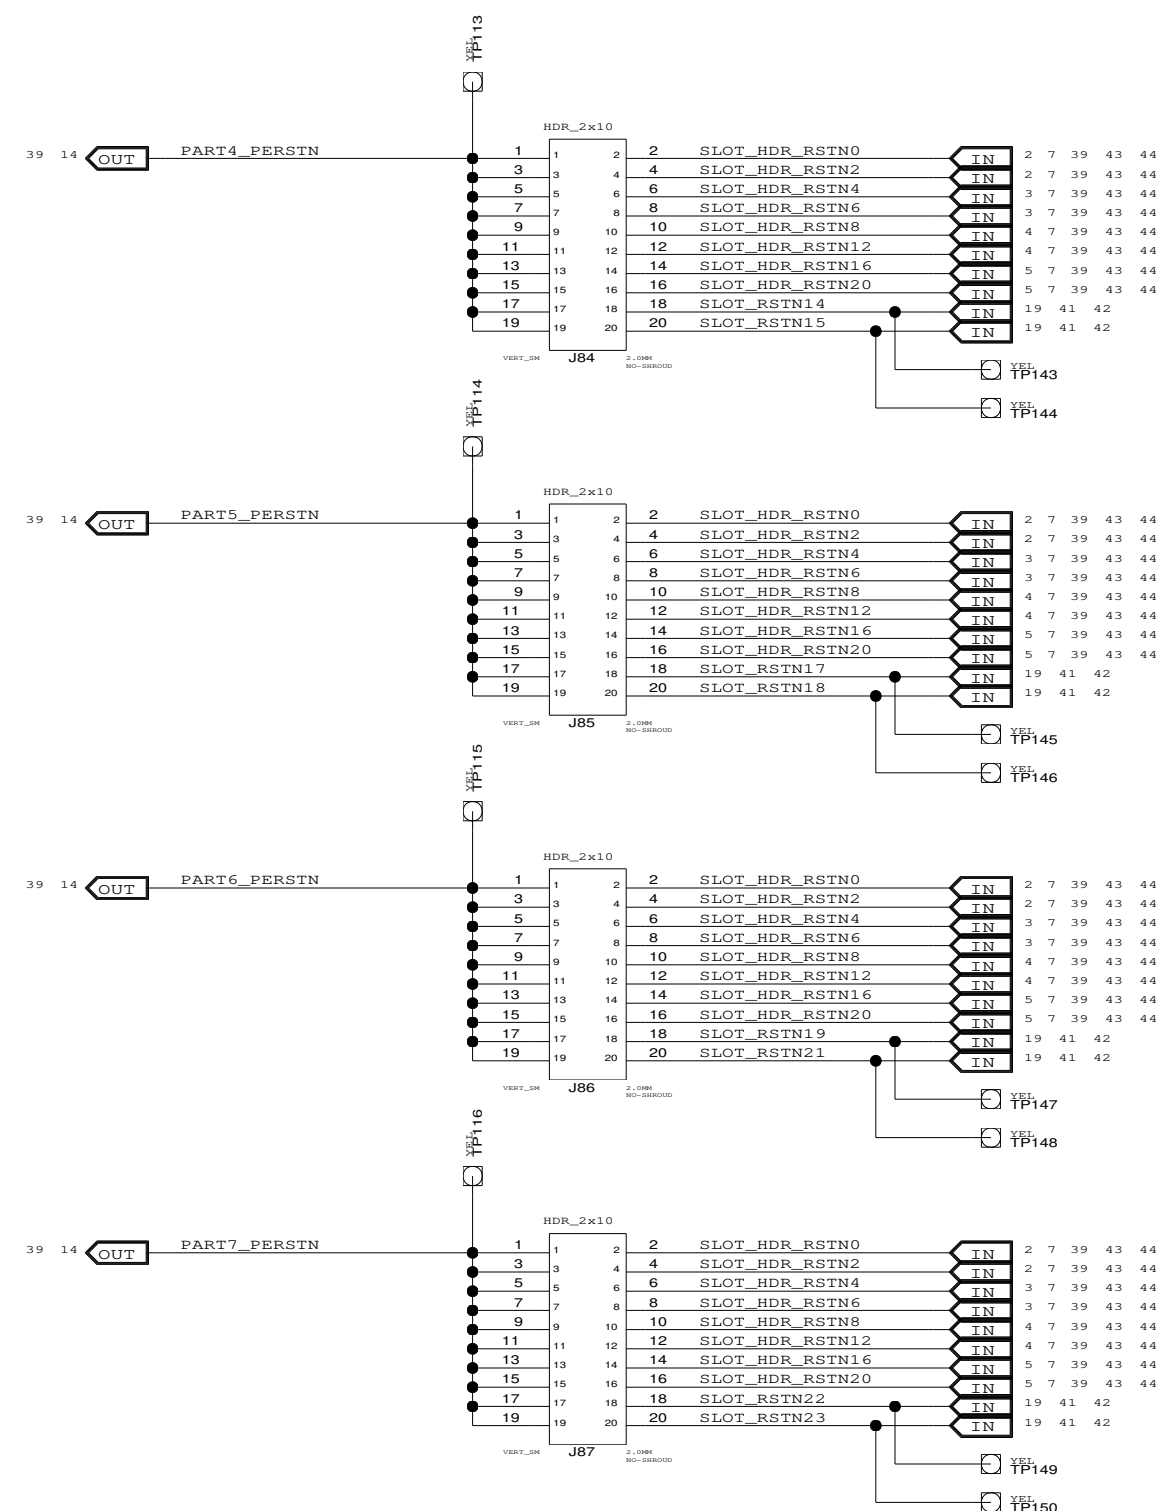 YEL
TP113
HDR_2x10
39 14 OUT PART4_PERSTN 1 1 2 2 SLOT_HDR_RSTN0 IN 2 7 39 43 44
3 3 4 4 SLOT_HDR_RSTN2 IN 2 7 39 43 44
5 5 6 6 SLOT_HDR_RSTN4 IN 3 7 39 43 44
7 7 8 8 SLOT_HDR_RSTN6 IN 3 7 39 43 44
9 9 10 10 SLOT_HDR_RSTN8 IN 4 7 39 43 44
11 11 12 12 SLOT_HDR_RSTN12 IN 4 7 39 43 44
13 13 14 14 SLOT_HDR_RSTN16 IN 5 7 39 43 44
15 15 16 16 SLOT_HDR_RSTN20 IN 5 7 39 43 44
17 17 18 18 SLOT_RSTN14 IN 19 41 42
19 19 20 20 SLOT_RSTN15 IN 19 41 42
VERT_SM J84 2.0MM
NO-SHROUD
YEL
TP143
YEL
TP144
YEL
TP114
HDR_2x10
39 14 OUT PART5_PERSTN 1 1 2 2 SLOT_HDR_RSTN0 IN 2 7 39 43 44
3 3 4 4 SLOT_HDR_RSTN2 IN 2 7 39 43 44
5 5 6 6 SLOT_HDR_RSTN4 IN 3 7 39 43 44
7 7 8 8 SLOT_HDR_RSTN6 IN 3 7 39 43 44
9 9 10 10 SLOT_HDR_RSTN8 IN 4 7 39 43 44
11 11 12 12 SLOT_HDR_RSTN12 IN 4 7 39 43 44
13 13 14 14 SLOT_HDR_RSTN16 IN 5 7 39 43 44
15 15 16 16 SLOT_HDR_RSTN20 IN 5 7 39 43 44
17 17 18 18 SLOT_RSTN17 IN 19 41 42
19 19 20 20 SLOT_RSTN18 IN 19 41 42
VERT_SM J85 2.0MM
NO-SHROUD
YEL
TP145
YEL
TP146
YEL
TP115
HDR_2x10
39 14 OUT PART6_PERSTN 1 1 2 2 SLOT_HDR_RSTN0 IN 2 7 39 43 44
3 3 4 4 SLOT_HDR_RSTN2 IN 2 7 39 43 44
5 5 6 6 SLOT_HDR_RSTN4 IN 3 7 39 43 44
7 7 8 8 SLOT_HDR_RSTN6 IN 3 7 39 43 44
9 9 10 10 SLOT_HDR_RSTN8 IN 4 7 39 43 44
11 11 12 12 SLOT_HDR_RSTN12 IN 4 7 39 43 44
13 13 14 14 SLOT_HDR_RSTN16 IN 5 7 39 43 44
15 15 16 16 SLOT_HDR_RSTN20 IN 5 7 39 43 44
17 17 18 18 SLOT_RSTN19 IN 19 41 42
19 19 20 20 SLOT_RSTN21 IN 19 41 42
VERT_SM J86 2.0MM
NO-SHROUD
YEL
TP147
YEL
TP148
YEL
TP116
HDR_2x10
39 14 OUT PART7_PERSTN 1 1 2 2 SLOT_HDR_RSTN0 IN 2 7 39 43 44
3 3 4 4 SLOT_HDR_RSTN2 IN 2 7 39 43 44
5 5 6 6 SLOT_HDR_RSTN4 IN 3 7 39 43 44
7 7 8 8 SLOT_HDR_RSTN6 IN 3 7 39 43 44
9 9 10 10 SLOT_HDR_RSTN8 IN 4 7 39 43 44
11 11 12 12 SLOT_HDR_RSTN12 IN 4 7 39 43 44
13 13 14 14 SLOT_HDR_RSTN16 IN 5 7 39 43 44
15 15 16 16 SLOT_HDR_RSTN20 IN 5 7 39 43 44
17 17 18 18 SLOT_RSTN22 IN 19 41 42
19 19 20 20 SLOT_RSTN23 IN 19 41 42
VERT_SM J87 2.0MM
NO-SHROUD
YEL
TP149
YEL
TP150